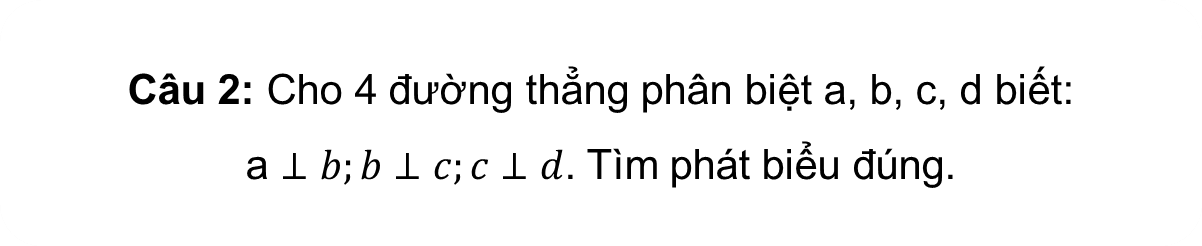 Câu 2: Cho 4 đường thẳng phân biệt a, b, c, d biết:
a ⊥ b; b ⊥ c; c ⊥ d. Tìm phát biểu đúng.